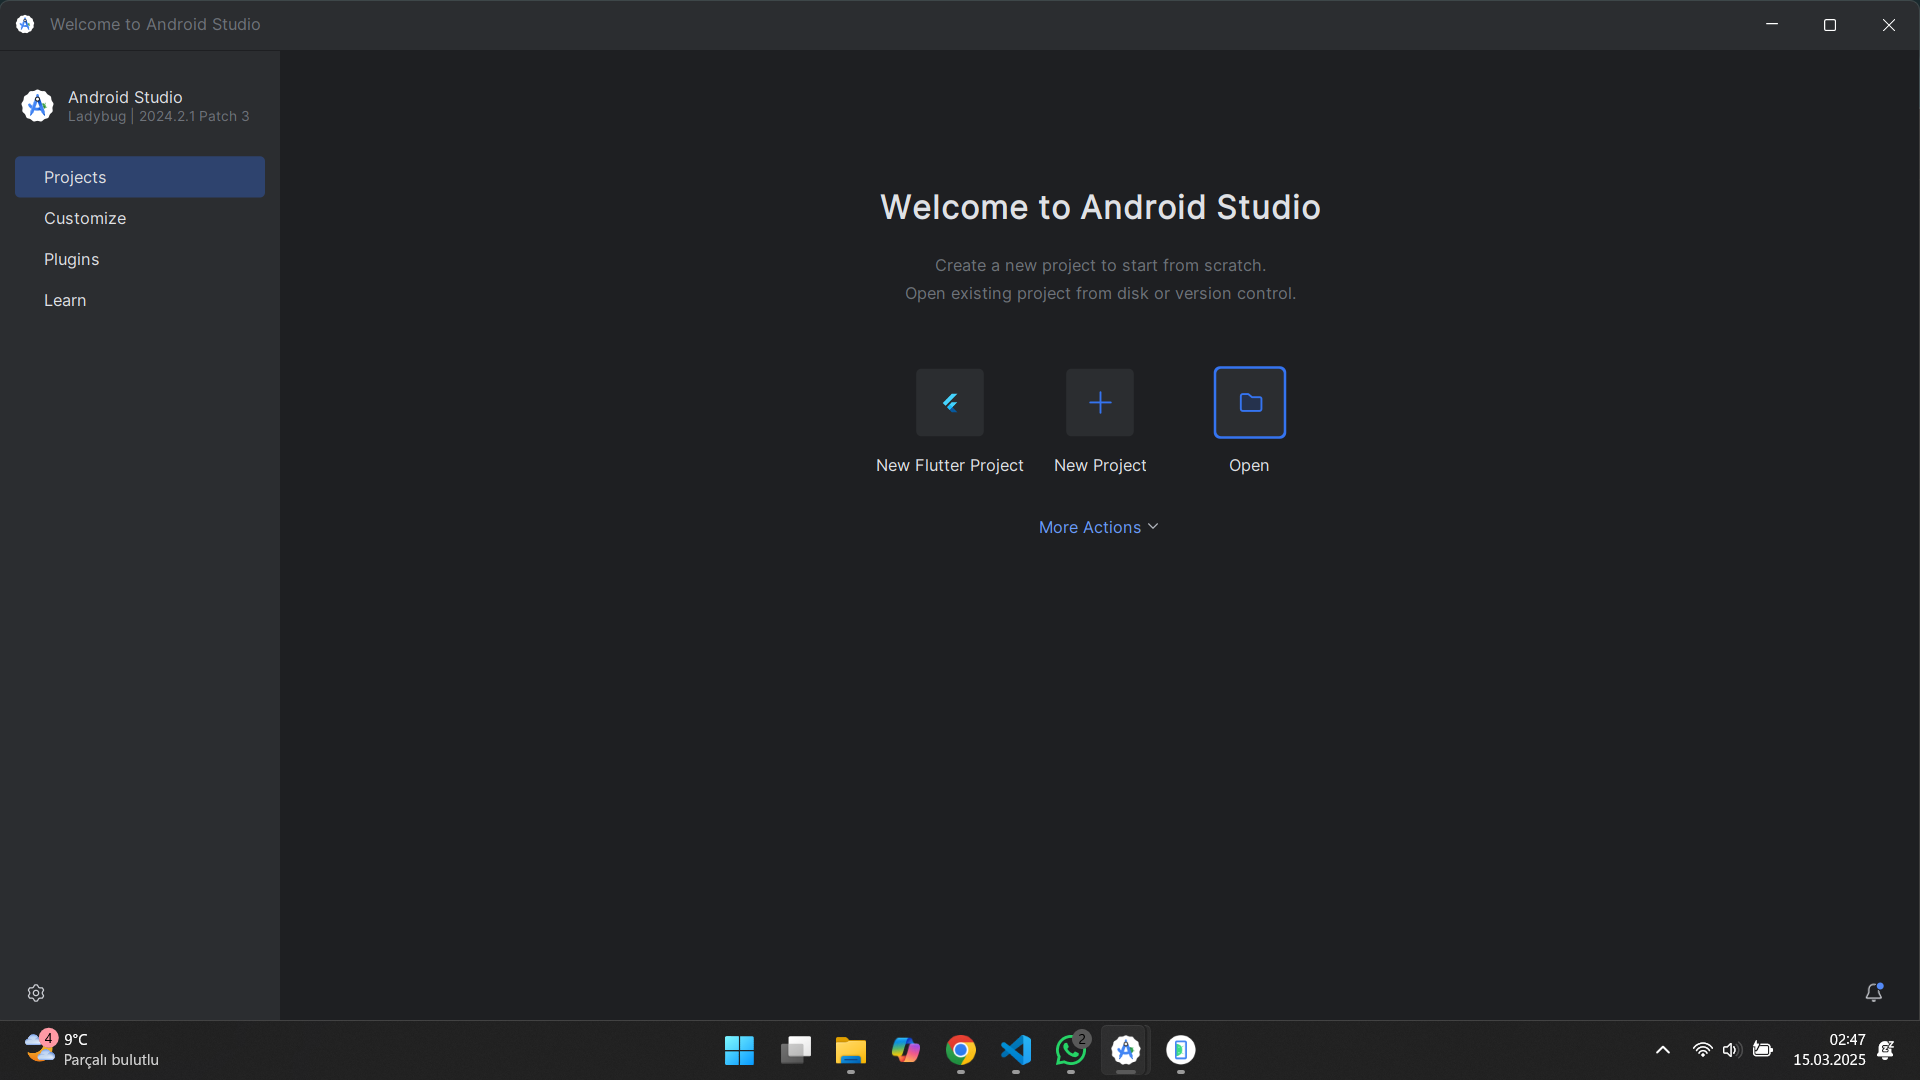 Welcome to Android Studio
Android Studio
Ladybug | 2024.2.1 Patch 3
Projects
Customize
Plugins
Learn
Welcome to Android Studio
Create a new project to start from scratch.
Open existing project from disk or version control.
New Flutter Project
New Project
Open
More Actions
4
9°C
Parçalı bulutlu
2
02:47
15.03.2025